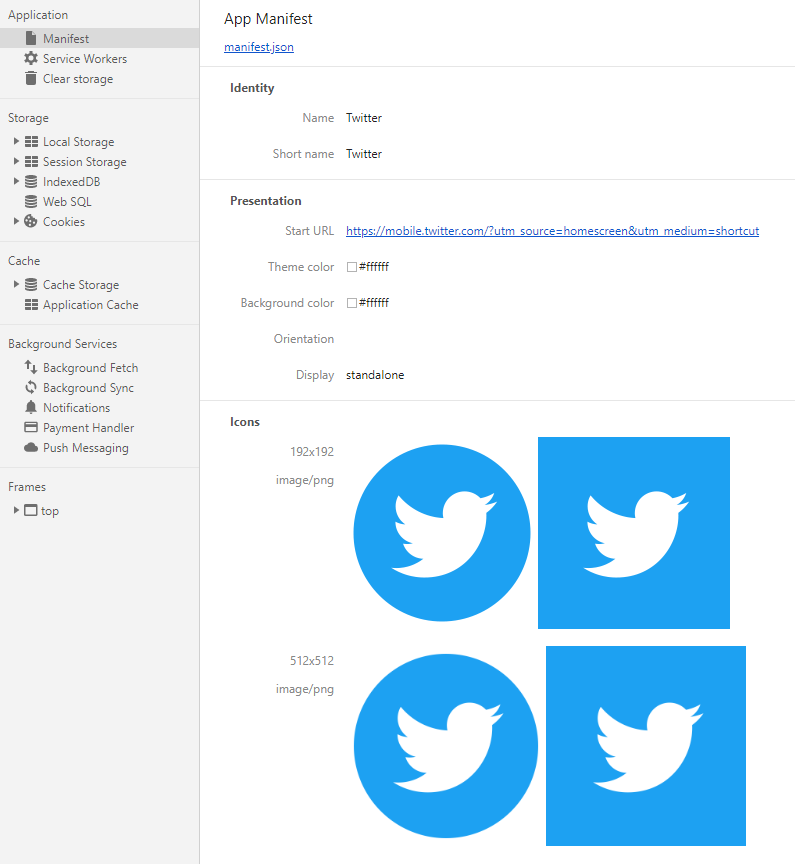 Application
Manifest
Service Workers
Clear storage
Storage
Local Storage
Session Storage
IndexedDB
Web SQL
Cookies
Cache
Cache Storage
Application Cache
Background Services
Background Fetch
Background Sync
Notifications
Payment Handler
Push Messaging
Frames
top
App Manifest
manifest.json
Identity
Name Twitter
Short name Twitter
Presentation
Start URL https://mobile.twitter.com/?utm_source=homescreen&utm_medium=shortcut
Theme color #ffffff
Background color #ffffff
Orientation
Display standalone
Icons
192x192
image/png
512x512
image/png